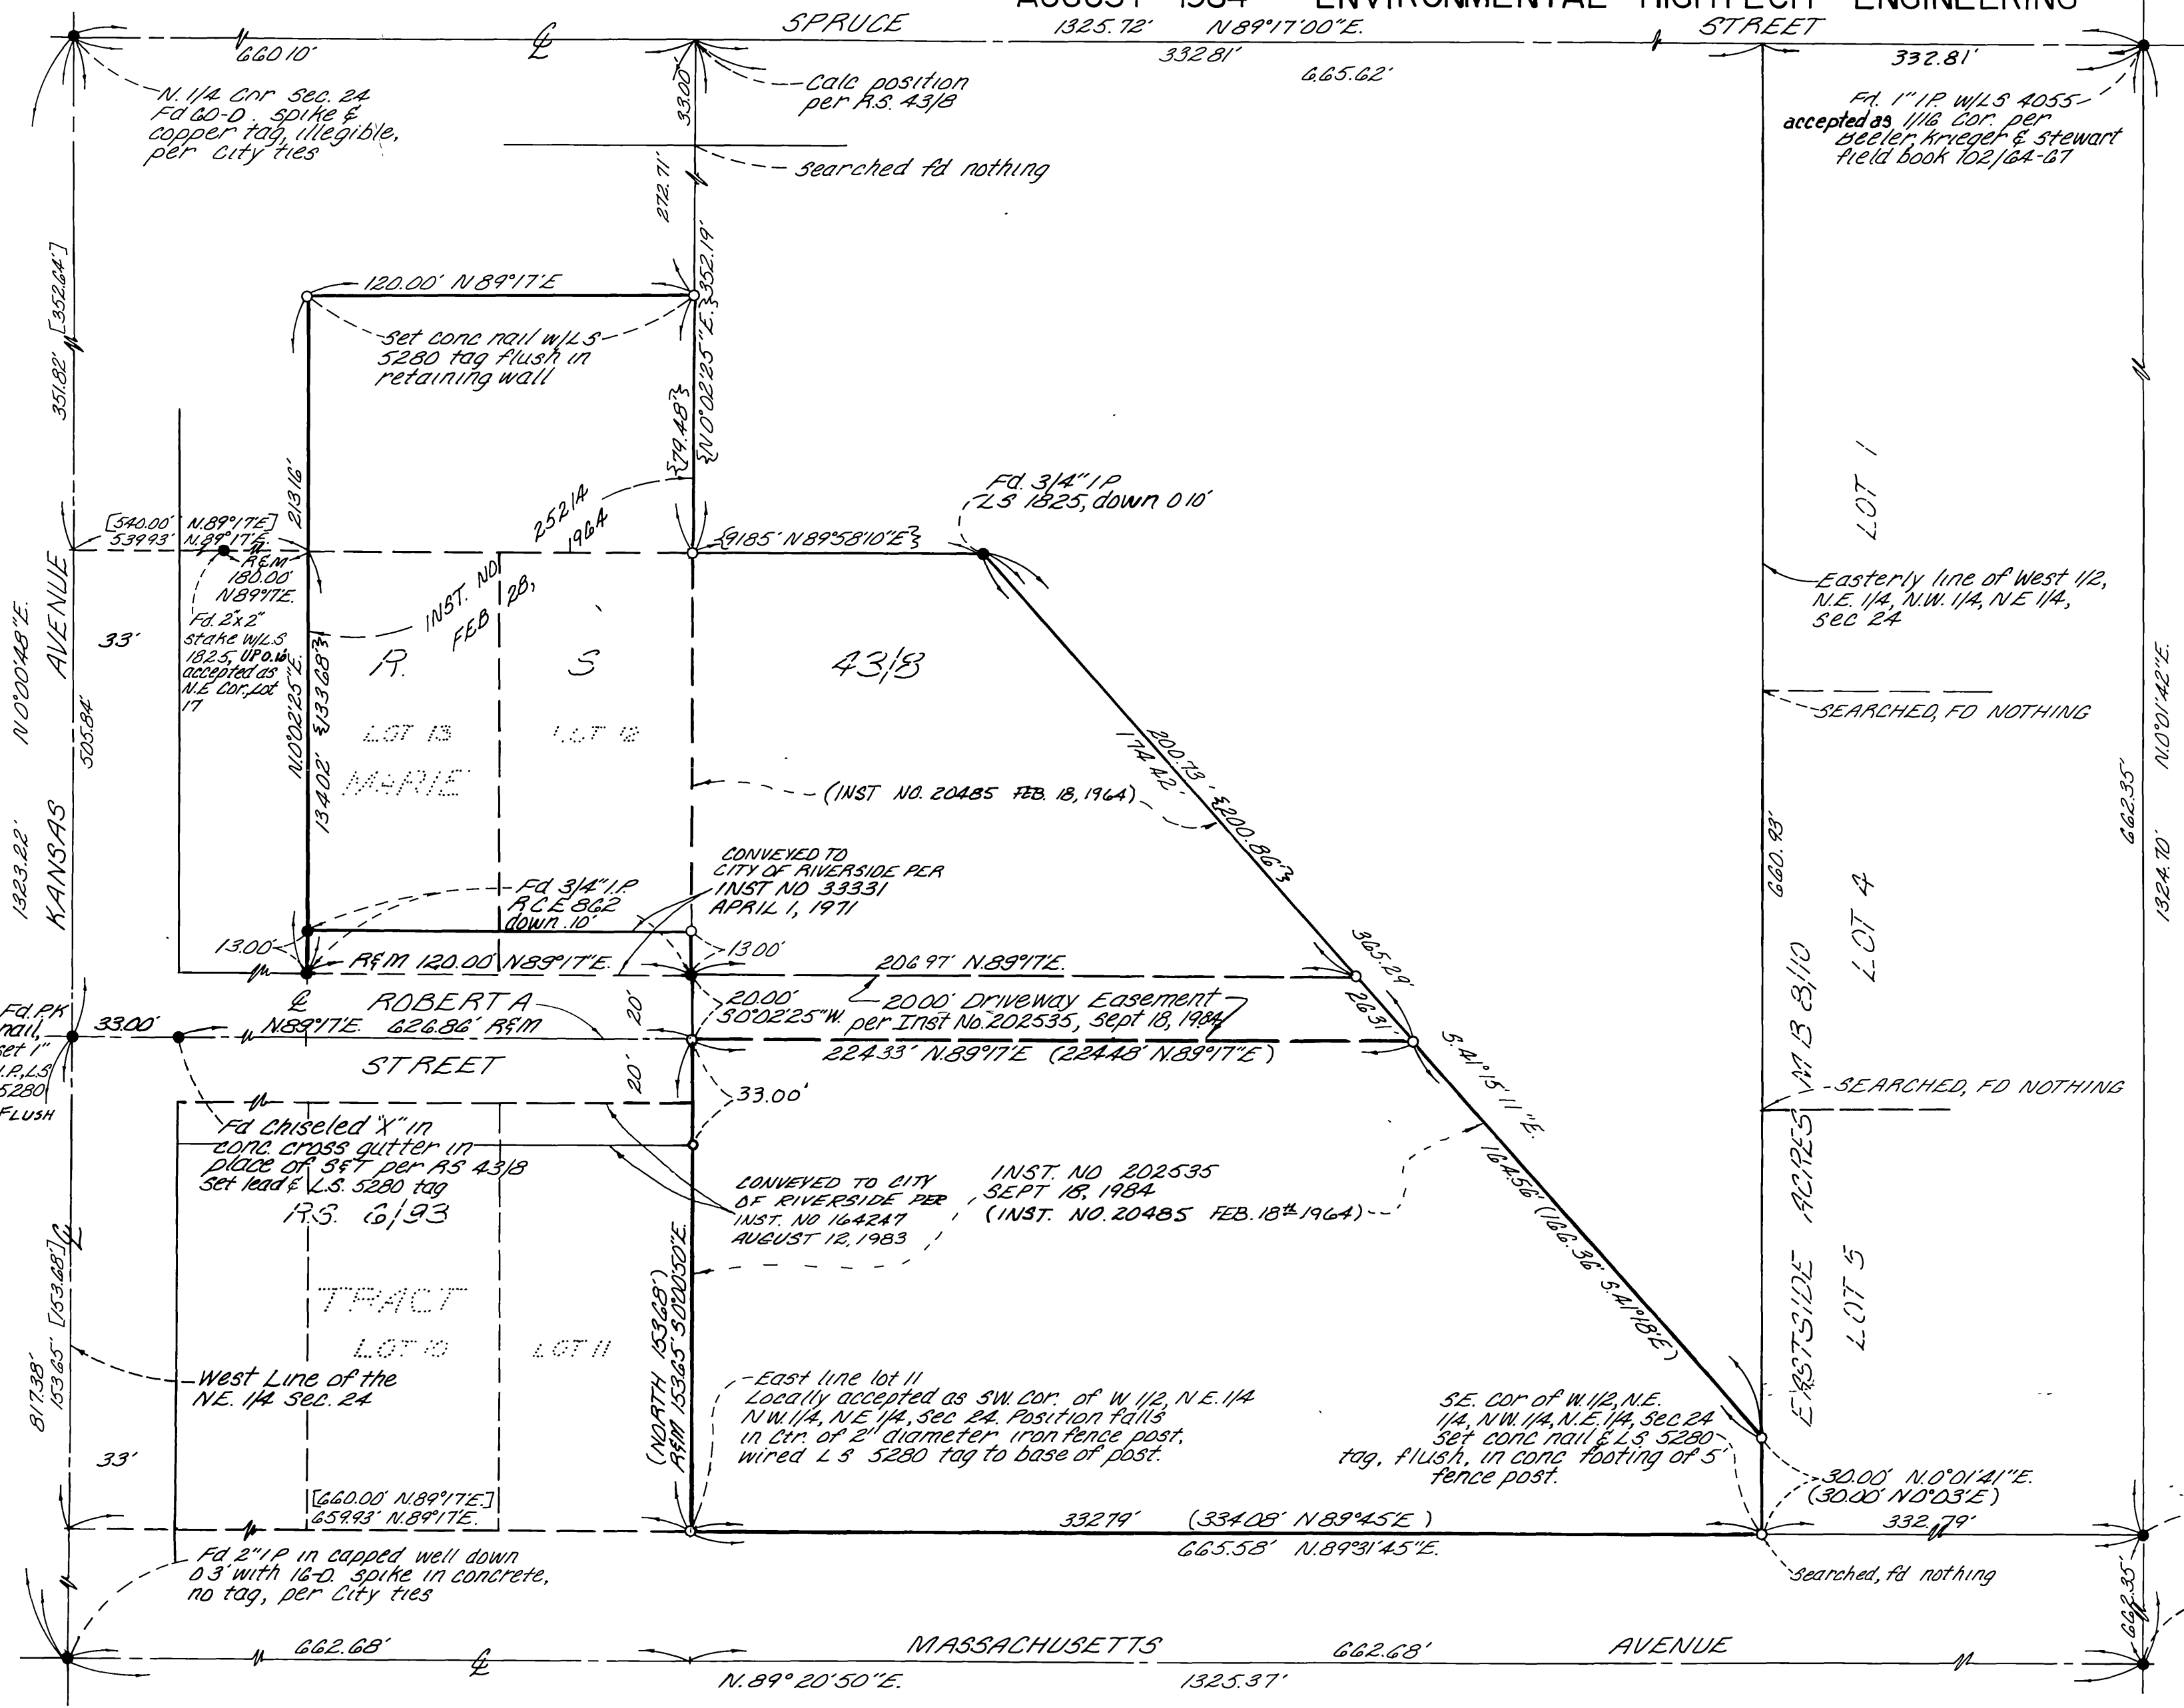 AUGUST 1984 ENVIRONMENTAL HIGHTECH ENGINEERING
SPRUCE 1325.72' N89°17'00"E. STREET
660.10'
332.81'
665.62'
332.81'
N. 1/4 Cor Sec. 24
Fd 60-D. spike &
copper tag, illegible,
per City ties
33.00'
Calc position
per R.S. 43/8
Fd. 1" I.P. w/LS 4055
accepted as 1/16 Cor. per
Beeler, Krieger & Stewart
field book 102/64-67
searched fd nothing
272.71'
{N0°02'25"E.} 352.19'
351.82' [352.64']
120.00' N89°17'E
Set conc nail w/LS
5280 tag flush in
retaining wall
{79.48'}
213.16'
INST. NO 25214
FEB 28, 1964
Fd. 3/4" I.P
LS 1825, down 0.10'
[540.00' N.89°17'E]
539.93' N.89°17'E.
R&M
180.00'
N89°17'E.
Fd. 2"x2"
stake w/LS
1825, UP 0.10'
accepted as
N.E Cor, Lot
17
{91.85' N89°58'10"E}
LOT 1
Easterly line of West 1/2,
N.E. 1/4, N.W. 1/4, NE 1/4,
Sec 24
KANSAS AVENUE
N0°00'48"E.
1323.22'
33'
505.84'
N.0°02'25"E.
134.02' {133.68'}
R. S 43/8
LOT 13
LOT 12
MARIE
SEARCHED, FD NOTHING
N.0°01'42"E.
662.35'
1324.70'
(INST NO. 20485 FEB. 18, 1964)
200.73' {200.86'}
174.42'
660.93'
CONVEYED TO
CITY OF RIVERSIDE PER
INST NO 33331
APRIL 1, 1971
Fd 3/4" I.P.
RCE 862
down .10'
LOT 4
13.00'
13.00'
R&M 120.00' N89°17'E.
206.97' N.89°17'E.
365.29'
26.31'
Fd. PK
nail,
set 1"
I.P., LS
5280
FLUSH
33.00'
℄ ROBERTA
N89°17'E. 626.86' R&M
STREET
20'
20'
20.00'
S0°02'25"W.
20.00' Driveway Easement
per Inst No. 202535, Sept 18, 1984
224.33' N.89°17'E (224.48' N.89°17'E)
S.41°15'11"E.
33.00'
SEARCHED, FD NOTHING
Fd chiseled "X" in
conc. cross gutter in
place of S&T per RS 43/8
set lead & L.S. 5280 tag
R.S. 6/93
CONVEYED TO CITY
OF RIVERSIDE PER
INST. NO 164247
AUGUST 12, 1983
INST. NO 202535
SEPT 18, 1984
(INST. NO. 20485 FEB. 18th 1964)
164.56' (166.36' S.41°18'E)
EASTSIDE ACRES MB 8/10
LOT 5
TRACT
LOT 10
LOT 11
(NORTH 153.68')
R&M 153.65' S0°00'50"E.
817.38'
153.65' [153.68'] ℄
West Line of the
NE. 1/4 Sec. 24
East line lot 11
Locally accepted as SW. Cor. of W 1/2, N.E. 1/4
N.W. 1/4, NE 1/4, Sec 24. Position falls
in Ctr. of 2" diameter iron fence post,
wired LS 5280 tag to base of post.
SE. Cor of W. 1/2, N.E.
1/4, NW. 1/4, N.E. 1/4, Sec 24
Set conc nail & LS 5280
tag, flush, in conc footing of 5'
fence post.
33'
30.00' N.0°01'41"E.
(30.00' N0°03'E)
[660.00' N.89°17'E.]
659.93' N.89°17'E.
332.79' (334.08' N89°45'E)
665.58' N.89°31'45"E.
332.79'
Fd 2" I.P in capped well down
0.3' with 16-D. spike in concrete,
no tag, per City ties
searched, fd nothing
662.35'
662.68'
℄
MASSACHUSETTS 662.68' AVENUE
N.89°20'50"E. 1325.37'